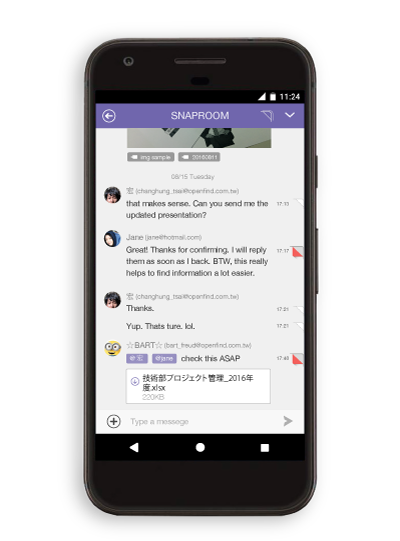 11:24
SNAPROOM
img sample 20160811
08/15 Tuesday
宏 (changhung_tsai@openfind.com.tw)
that makes sense. Can you send me the
updated presentation?
17:13
Jane (jane@hotmail.com)
Great! Thanks for confirming. I will reply
them as soon as I back. BTW, this really
helps to find information a lot easier.
17:17
宏 (changhung_tsai@openfind.com.tw)
Thanks.
17:21
Yup. Thats ture. lol.
17:21
☆BART☆ (bart_freud@openfind.com.tw)
@宏 @jane check this ASAP
17:48
技術部プロジェクト管理_2016年
度.xlsx
220KB
Type a message